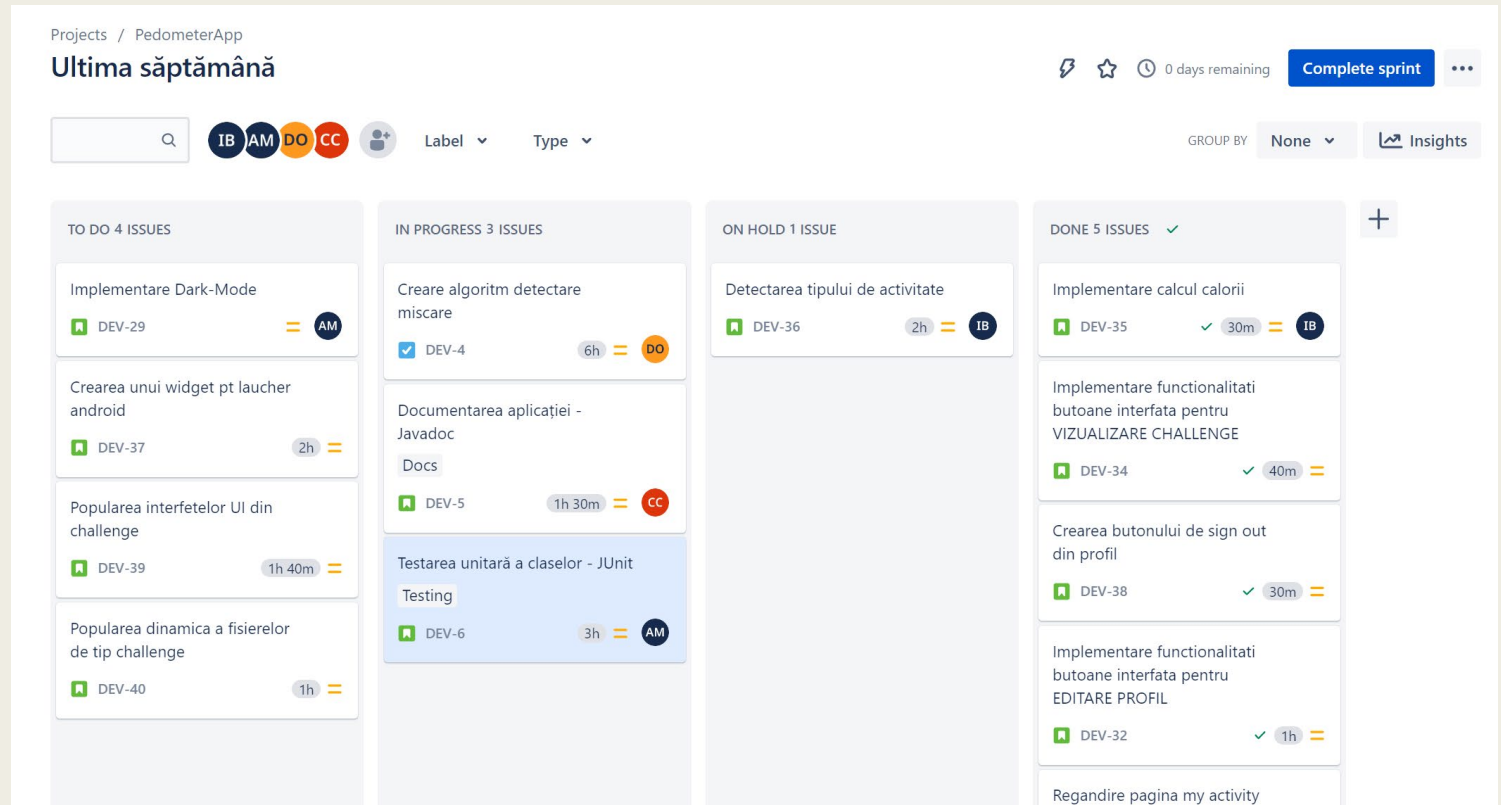 Projects / PedometerApp
Ultima săptămână
0 days remaining
Complete sprint
IB AM DO CC
Label
Type
GROUP BY
None
Insights
TO DO 4 ISSUES
Implementare Dark-Mode
DEV-29
AM
Crearea unui widget pt laucher
android
DEV-37
2h
Popularea interfetelor UI din
challenge
DEV-39
1h 40m
Popularea dinamica a fisierelor
de tip challenge
DEV-40
1h
IN PROGRESS 3 ISSUES
Creare algoritm detectare
miscare
DEV-4
6h
DO
Documentarea aplicației -
Javadoc
Docs
DEV-5
1h 30m
CC
Testarea unitară a claselor - JUnit
Testing
DEV-6
3h
AM
ON HOLD 1 ISSUE
Detectarea tipului de activitate
DEV-36
2h
IB
DONE 5 ISSUES
Implementare calcul calorii
DEV-35
30m
IB
Implementare functionalitati
butoane interfata pentru
VIZUALIZARE CHALLENGE
DEV-34
40m
Crearea butonului de sign out
din profil
DEV-38
30m
Implementare functionalitati
butoane interfata pentru
EDITARE PROFIL
DEV-32
1h
Regandire pagina my activity